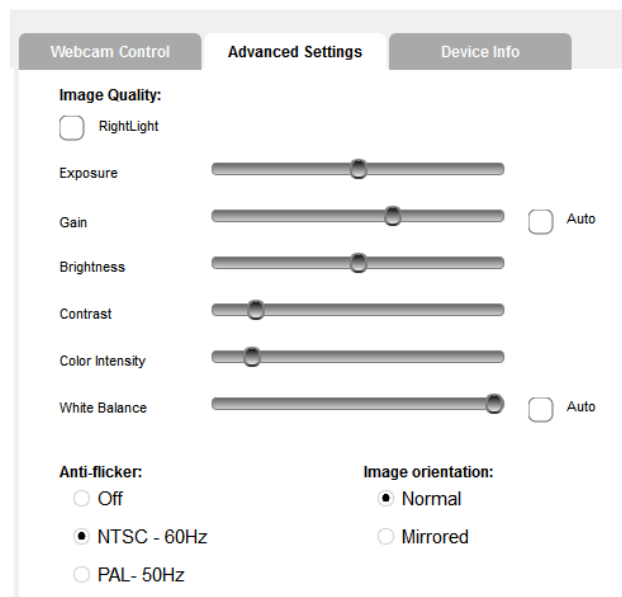 Webcam Control Advanced Settings Device Info
Image Quality:
RightLight
Exposure
Gain Auto
Brightness
Contrast
Color Intensity
White Balance Auto
Anti-flicker: Image orientation:
Off Normal
NTSC - 60Hz Mirrored
PAL- 50Hz